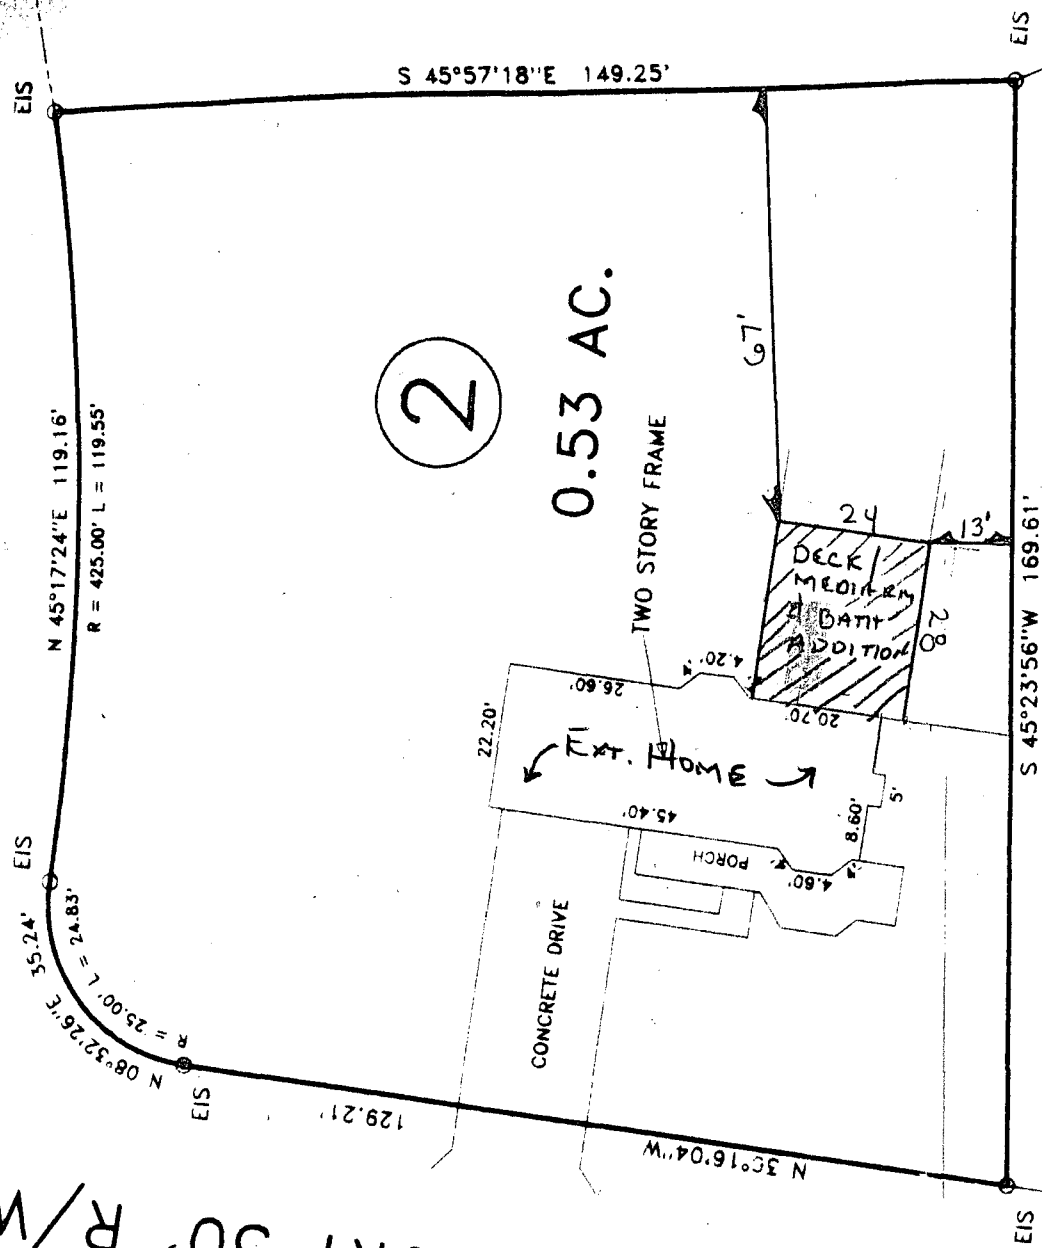 EIS
S 45°57'18"E 149.25'
EIS
N 45°17'24"E 119.16'
R = 425.00' L = 119.55'
2
0.53 AC.
67'
TWO STORY FRAME
24
13'
DECK
MEDIA RM
& BATH
ADDITION
28
4.20'
26.60'
20.70'
22.20'
EXT. HOME
45.40'
8.60'
5'
PORCH
4.60'
CONCRETE DRIVE
S 45°23'56"W 169.61'
EIS
35.24'
N 08°32'26"E
R = 25.00' L = 24.83'
EIS
129.21'
N 36°16'04"W
EIS
50' R/W